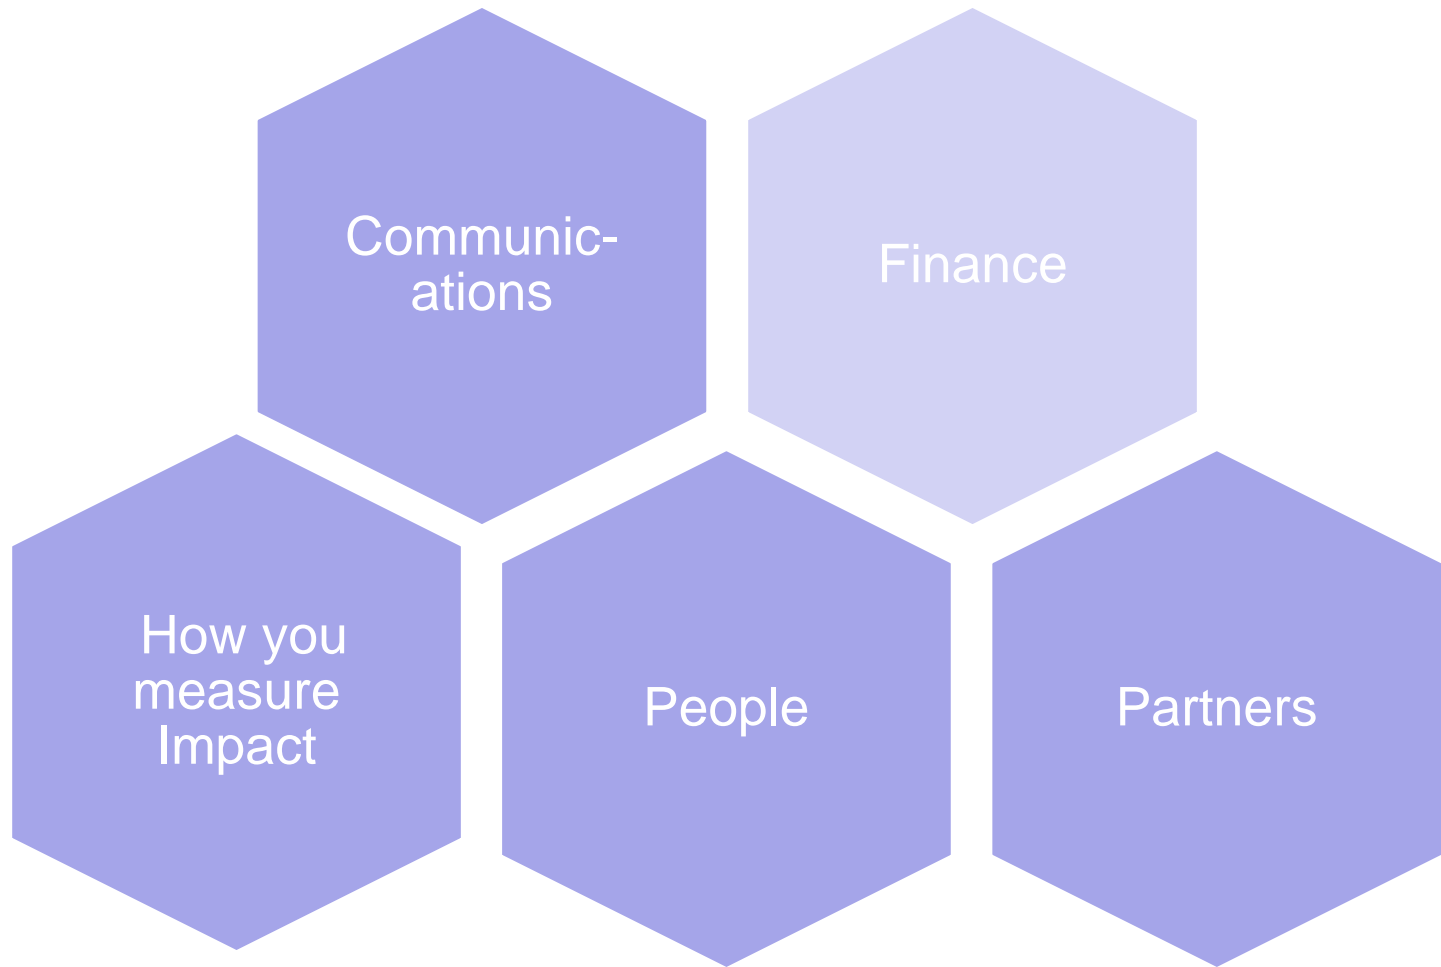 Communic-
ations
Finance
How you
measure
Impact
People
Partners